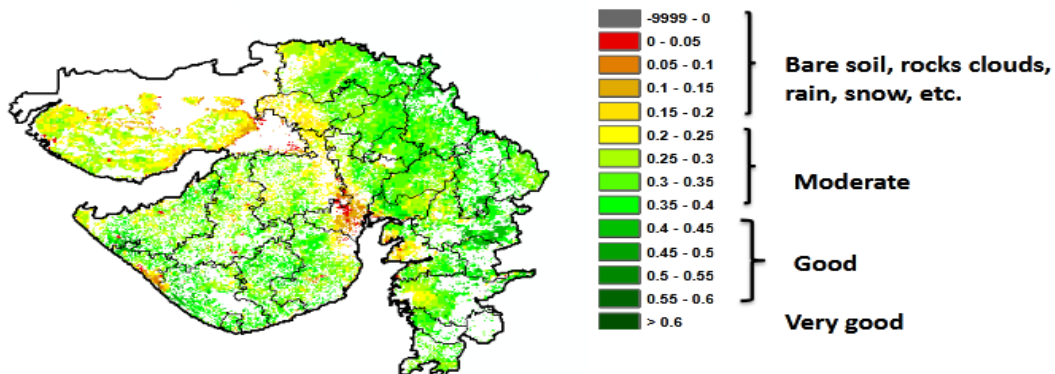 -9999 - 0
0 - 0.05
0.05 - 0.1
0.1 - 0.15
0.15 - 0.2
0.2 - 0.25
0.25 - 0.3
0.3 - 0.35
0.35 - 0.4
0.4 - 0.45
0.45 - 0.5
0.5 - 0.55
0.55 - 0.6
> 0.6
Bare soil, rocks clouds,
rain, snow, etc.
Moderate
Good
Very good